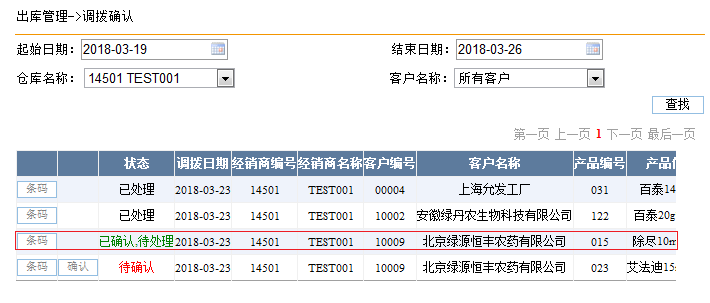 出库管理->调拨确认
起始日期: 2018-03-19 结束日期: 2018-03-26
仓库名称: 14501 TEST001 客户名称: 所有客户
查找
第一页 上一页 1 下一页 最后一页
状态 调拨日期 经销商编号 经销商名称 客户编号 客户名称 产品编号 产品
条码 已处理 2018-03-23 14501 TEST001 00004 上海允发工厂 031 百泰14
条码 已处理 2018-03-23 14501 TEST001 10002 安徽绿丹农生物科技有限公司 122 百泰20g
条码 已确认,待处理 2018-03-23 14501 TEST001 10009 北京绿源恒丰农药有限公司 015 除尽10m
条码 确认 待确认 2018-03-23 14501 TEST001 10009 北京绿源恒丰农药有限公司 023 艾法迪15